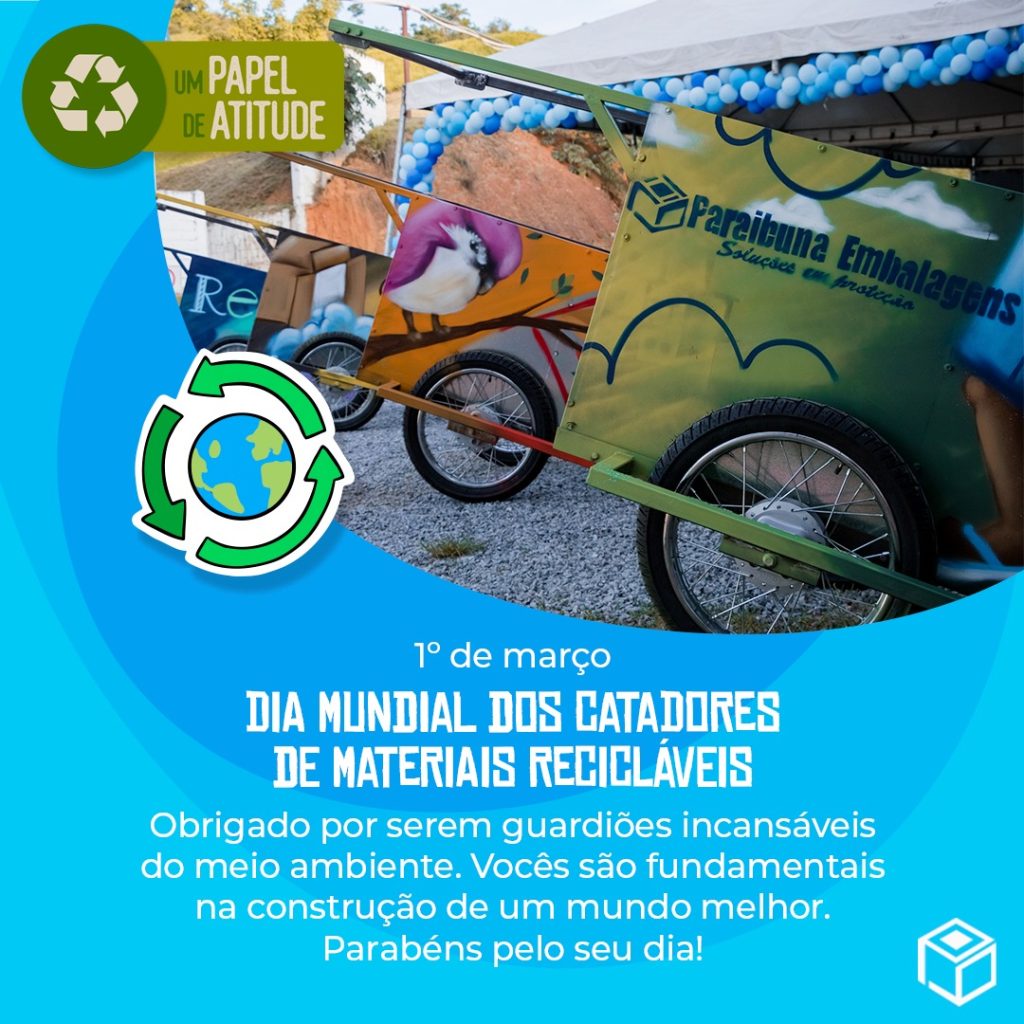 UM PAPEL
DE ATITUDE
Paraibuna Embalagens
Soluções em proteção
Re
1º de março
DIA MUNDIAL DOS CATADORES
DE MATERIAIS RECICLÁVEIS
Obrigado por serem guardiões incansáveis
do meio ambiente. Vocês são fundamentais
na construção de um mundo melhor.
Parabéns pelo seu dia!